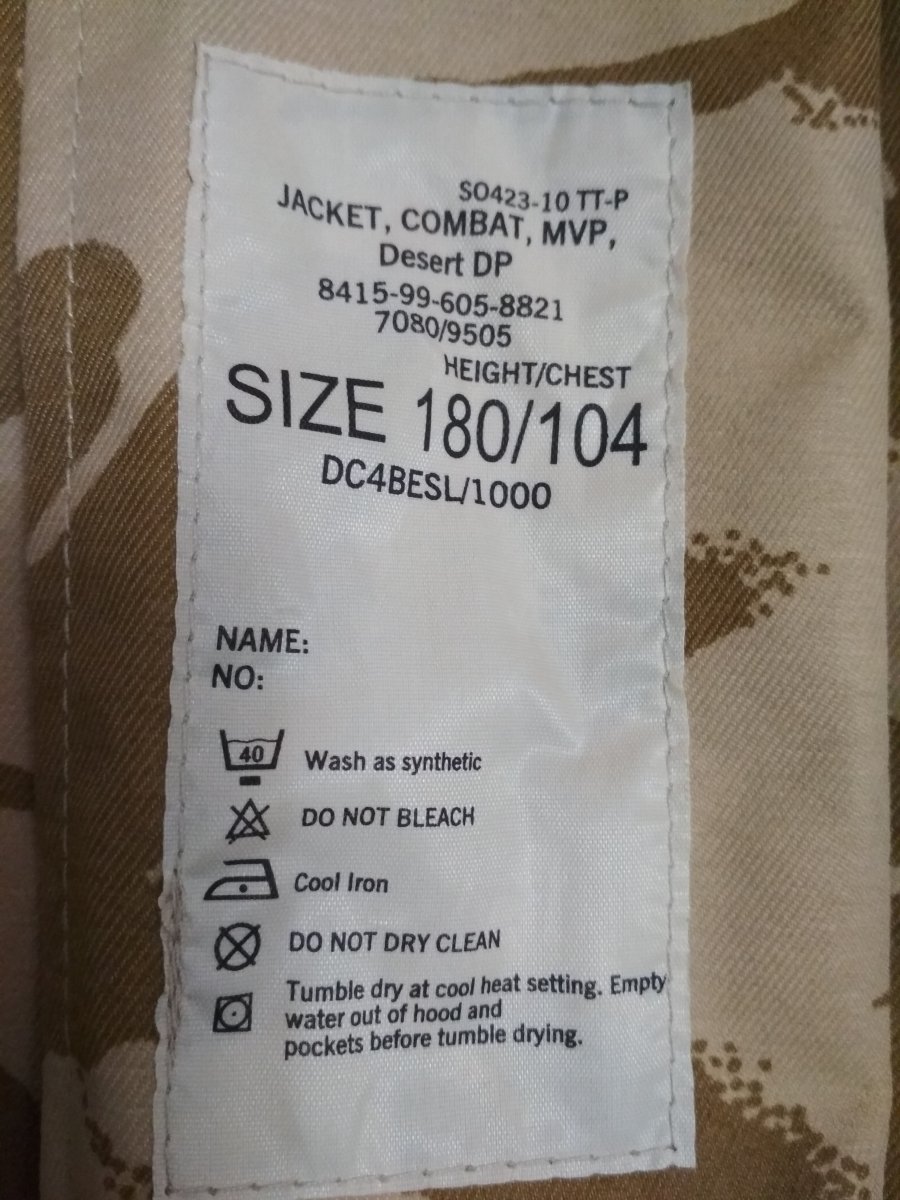 SO423-10 TT-P
JACKET, COMBAT, MVP,
Desert DP
8415-99-605-8821
7080/9505
HEIGHT/CHEST
SIZE 180/104
DC4BESL/1000
NAME:
NO:
40 Wash as synthetic
DO NOT BLEACH
Cool Iron
DO NOT DRY CLEAN
Tumble dry at cool heat setting. Empty
water out of hood and
pockets before tumble drying.